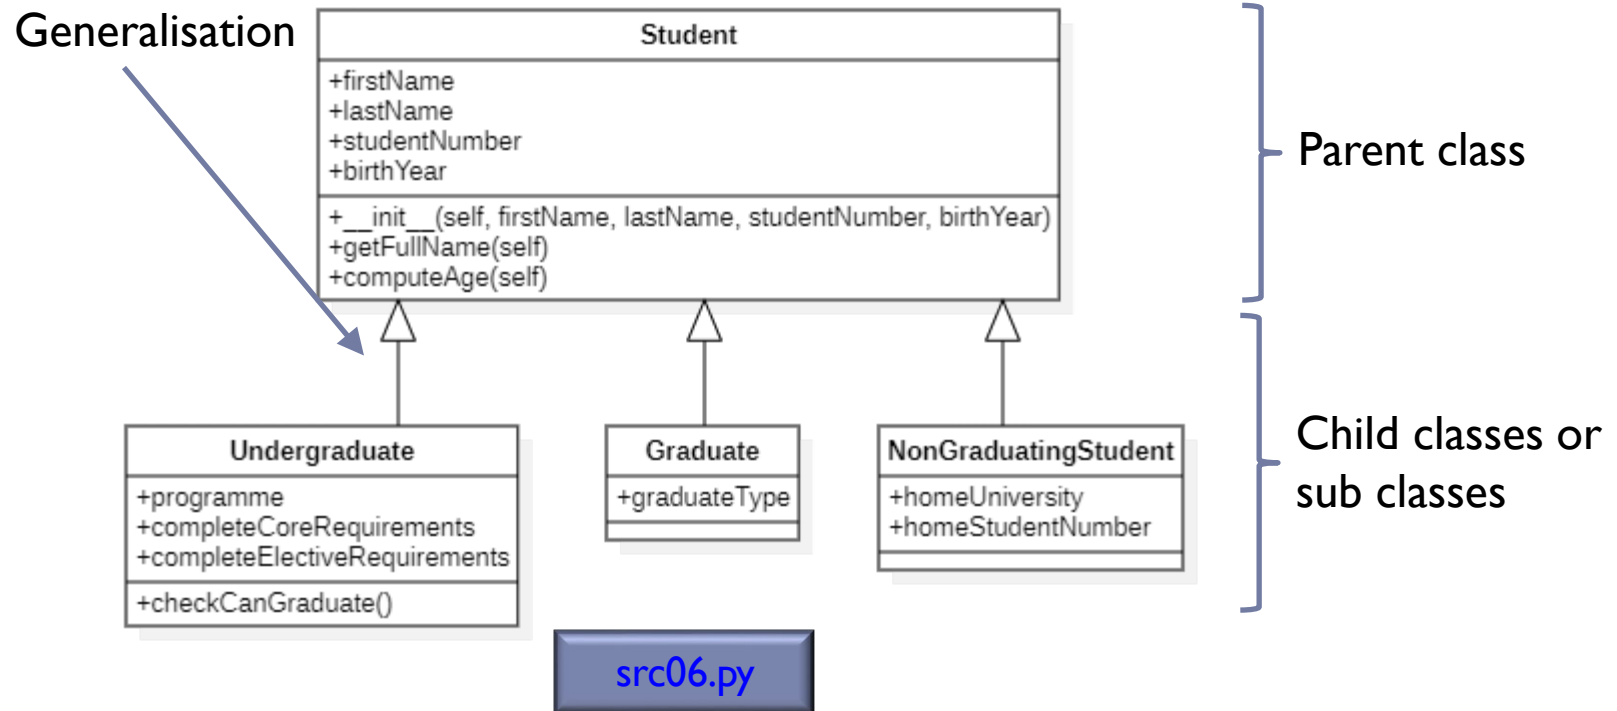 Generalisation
Student
+firstName
+lastName
+studentNumber
+birthYear
+__init__(self, firstName, lastName, studentNumber, birthYear)
+getFullName(self)
+computeAge(self)
Parent class
Undergraduate
+programme
+completeCoreRequirements
+completeElectiveRequirements
+checkCanGraduate()
Graduate
+graduateType
NonGraduatingStudent
+homeUniversity
+homeStudentNumber
Child classes or
sub classes
src06.py